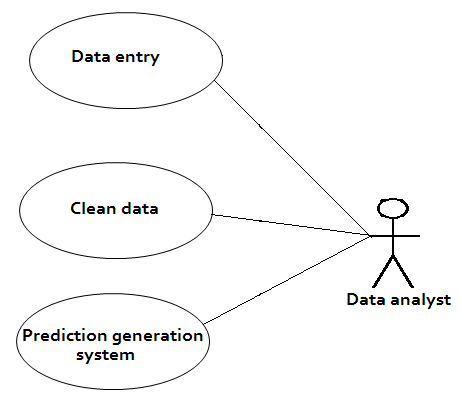 Data entry
Clean data
Prediction generation
system
Data analyst